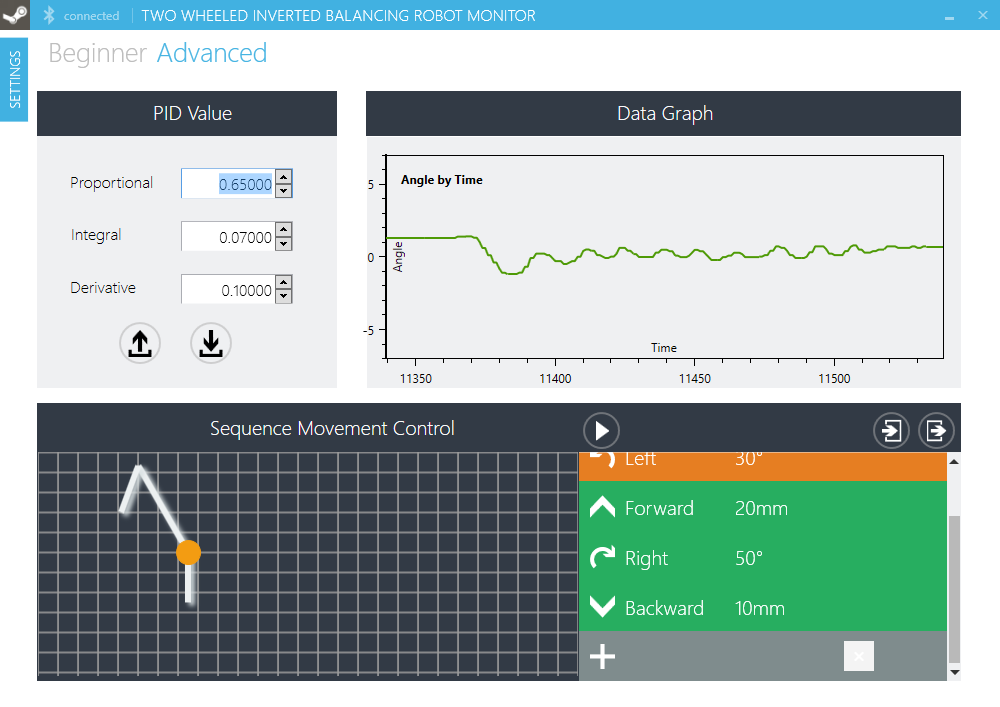 connected TWO WHEELED INVERTED BALANCING ROBOT MONITOR
SETTINGS
Beginner Advanced
PID Value
Proportional 0.65000
Integral 0.07000
Derivative 0.10000
Data Graph
Angle by Time
5
0
-5
Angle
Time
11350 11400 11450 11500
Sequence Movement Control
Left 30°
Forward 20mm
Right 50°
Backward 10mm